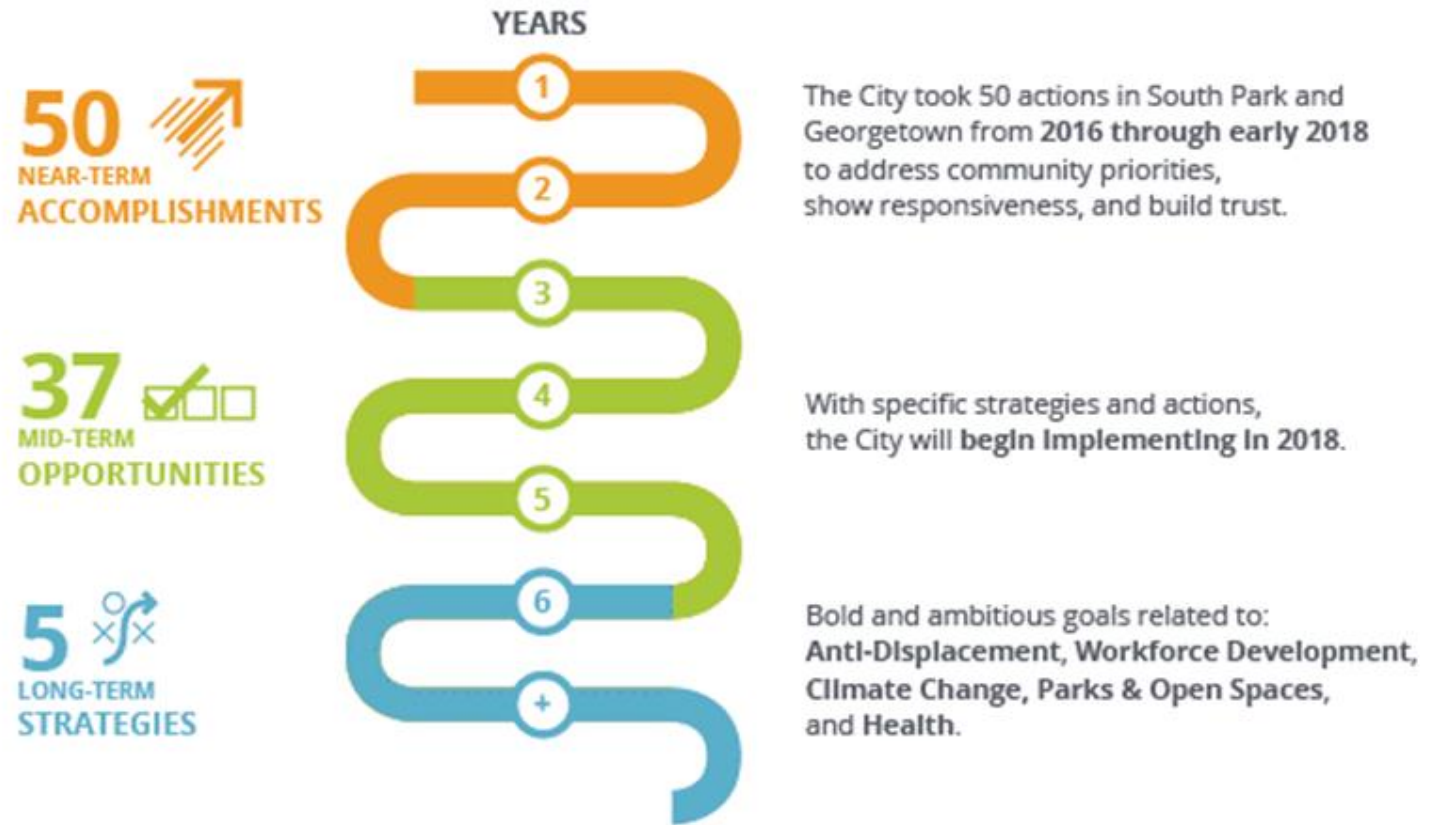 YEARS
50
NEAR-TERM
ACCOMPLISHMENTS
1
2
The City took 50 actions in South Park and
Georgetown from 2016 through early 2018
to address community priorities,
show responsiveness, and build trust.
37
MID-TERM
OPPORTUNITIES
3
4
5
With specific strategies and actions,
the City will begin implementing in 2018.
5
LONG-TERM
STRATEGIES
6
+
Bold and ambitious goals related to:
Anti-Displacement, Workforce Development,
Climate Change, Parks & Open Spaces,
and Health.